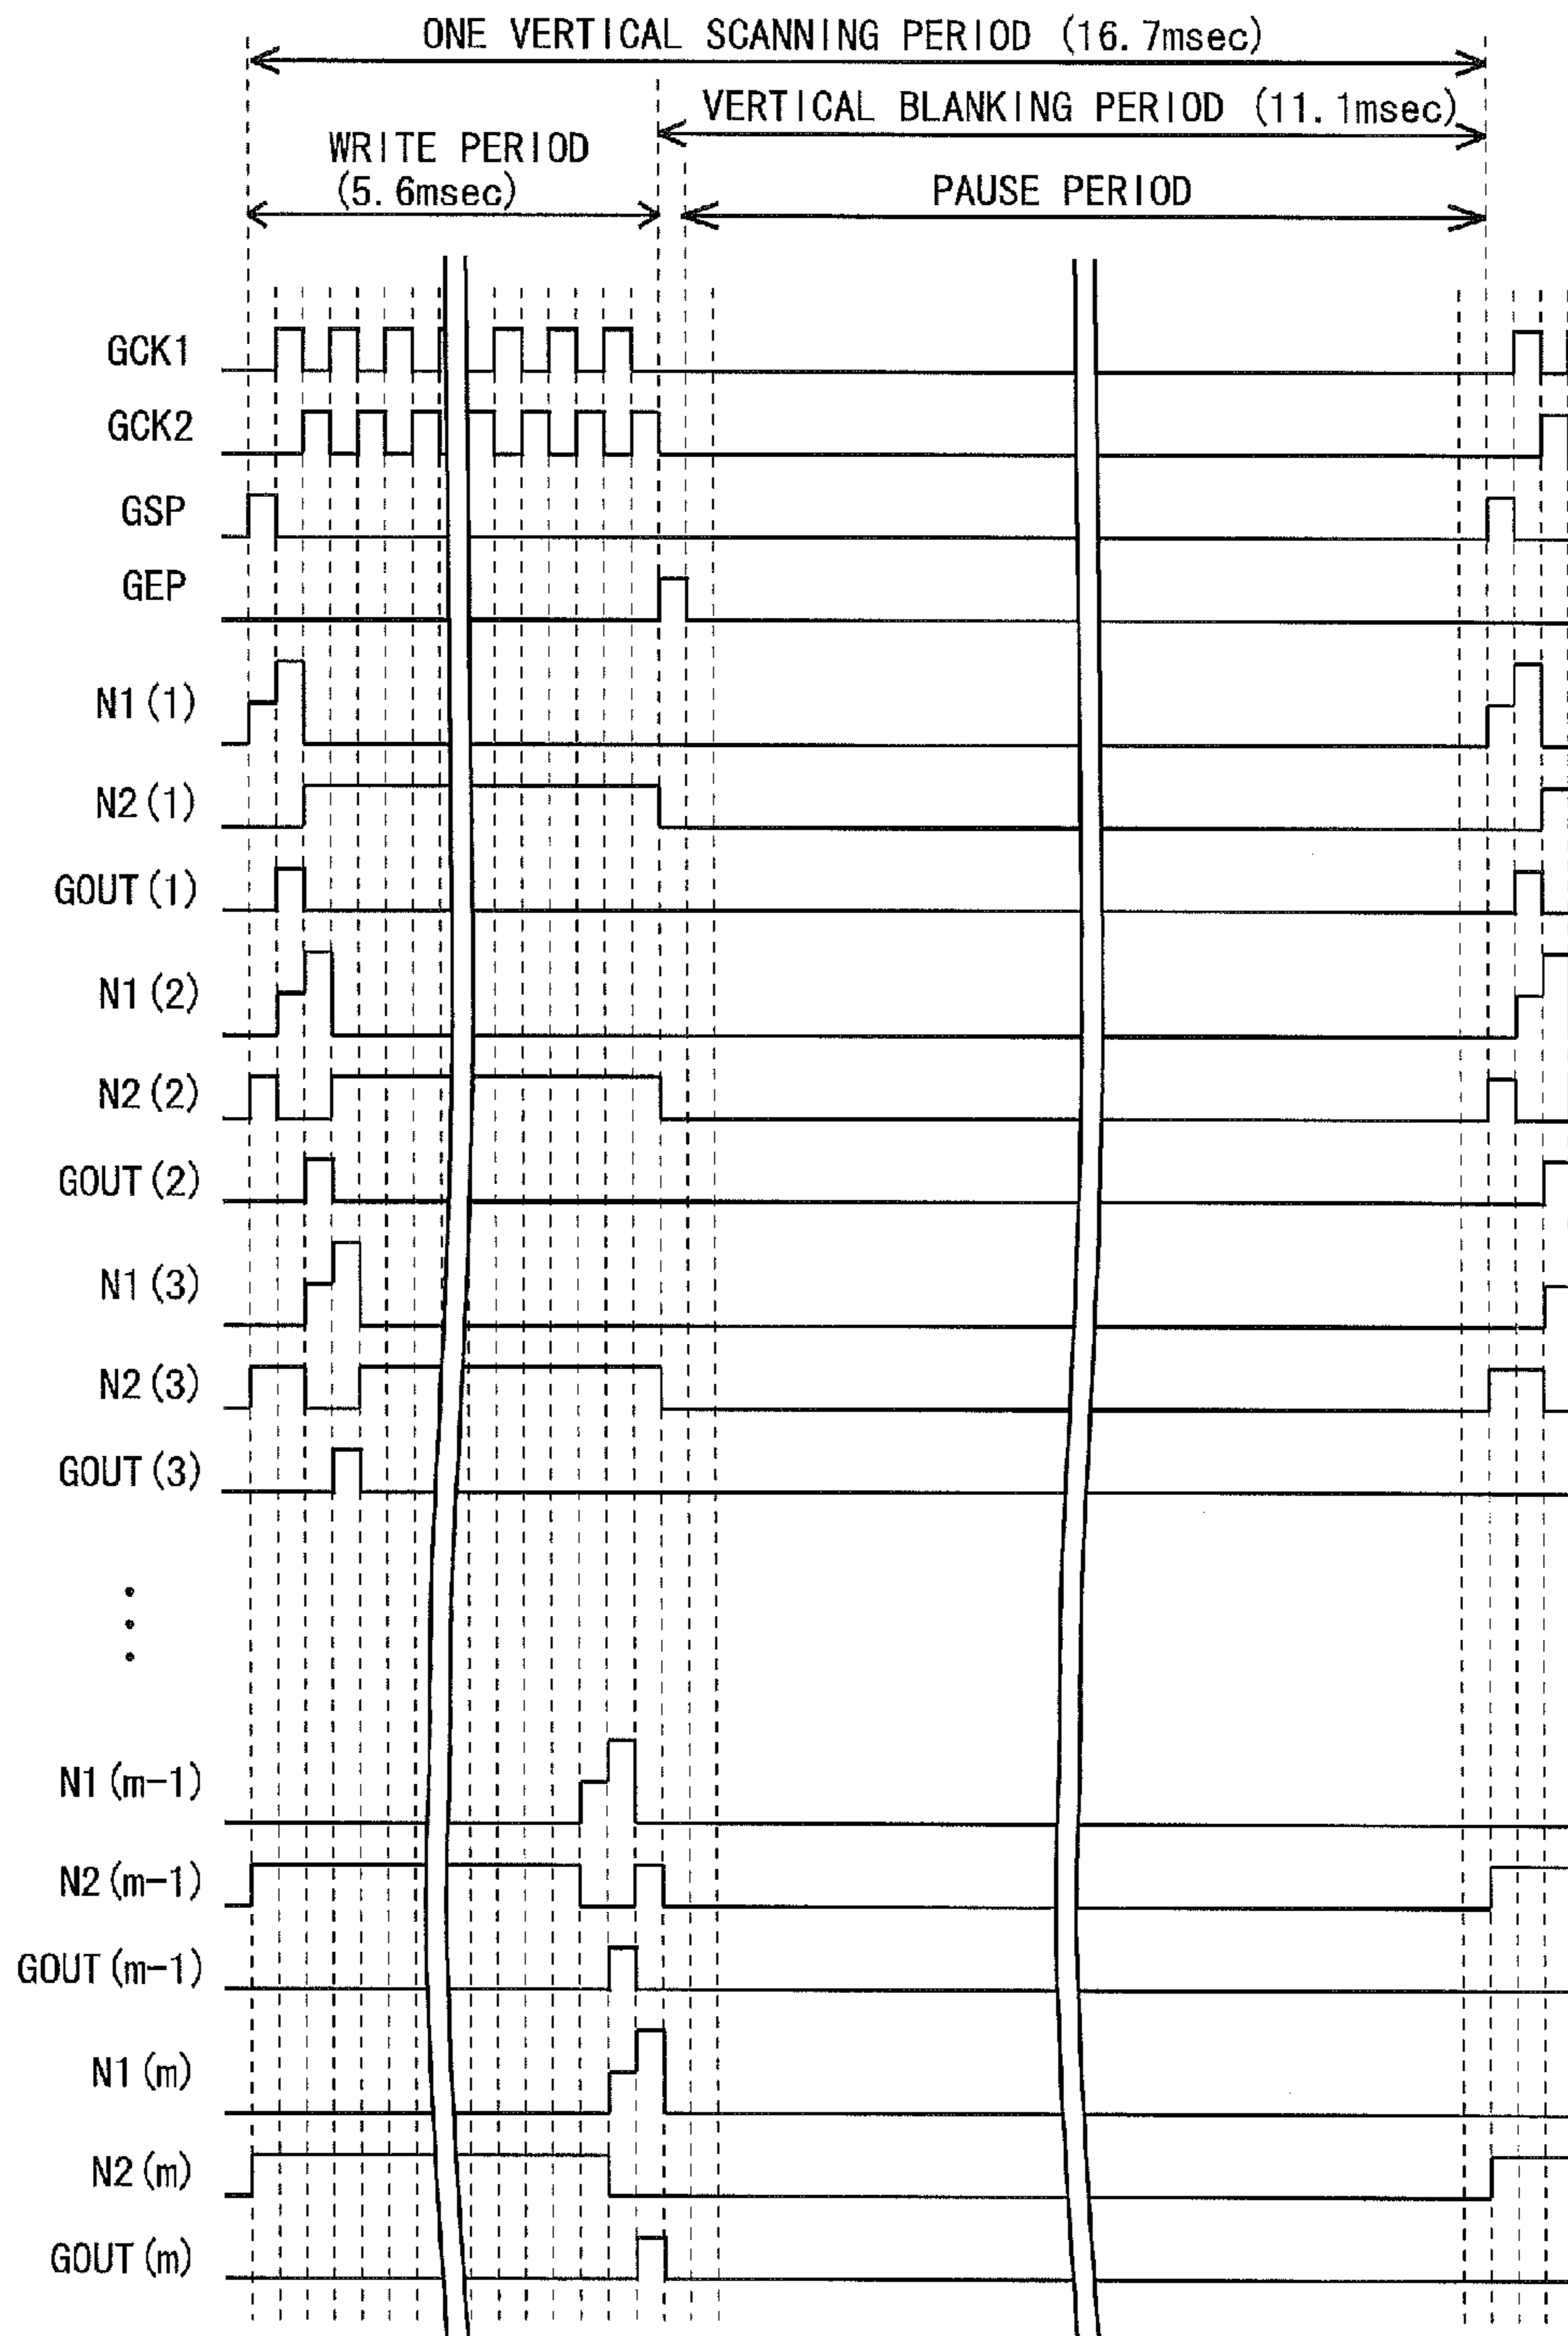 ONE VERTICAL SCANNING PERIOD (16.7msec)
VERTICAL BLANKING PERIOD (11.1msec)
WRITE PERIOD
(5.6msec)
PAUSE PERIOD
GCK1
GCK2
GSP
GEP
N1(1)
N2(1)
GOUT(1)
N1(2)
N2(2)
GOUT(2)
N1(3)
N2(3)
GOUT(3)
N1(m-1)
N2(m-1)
GOUT(m-1)
N1(m)
N2(m)
GOUT(m)